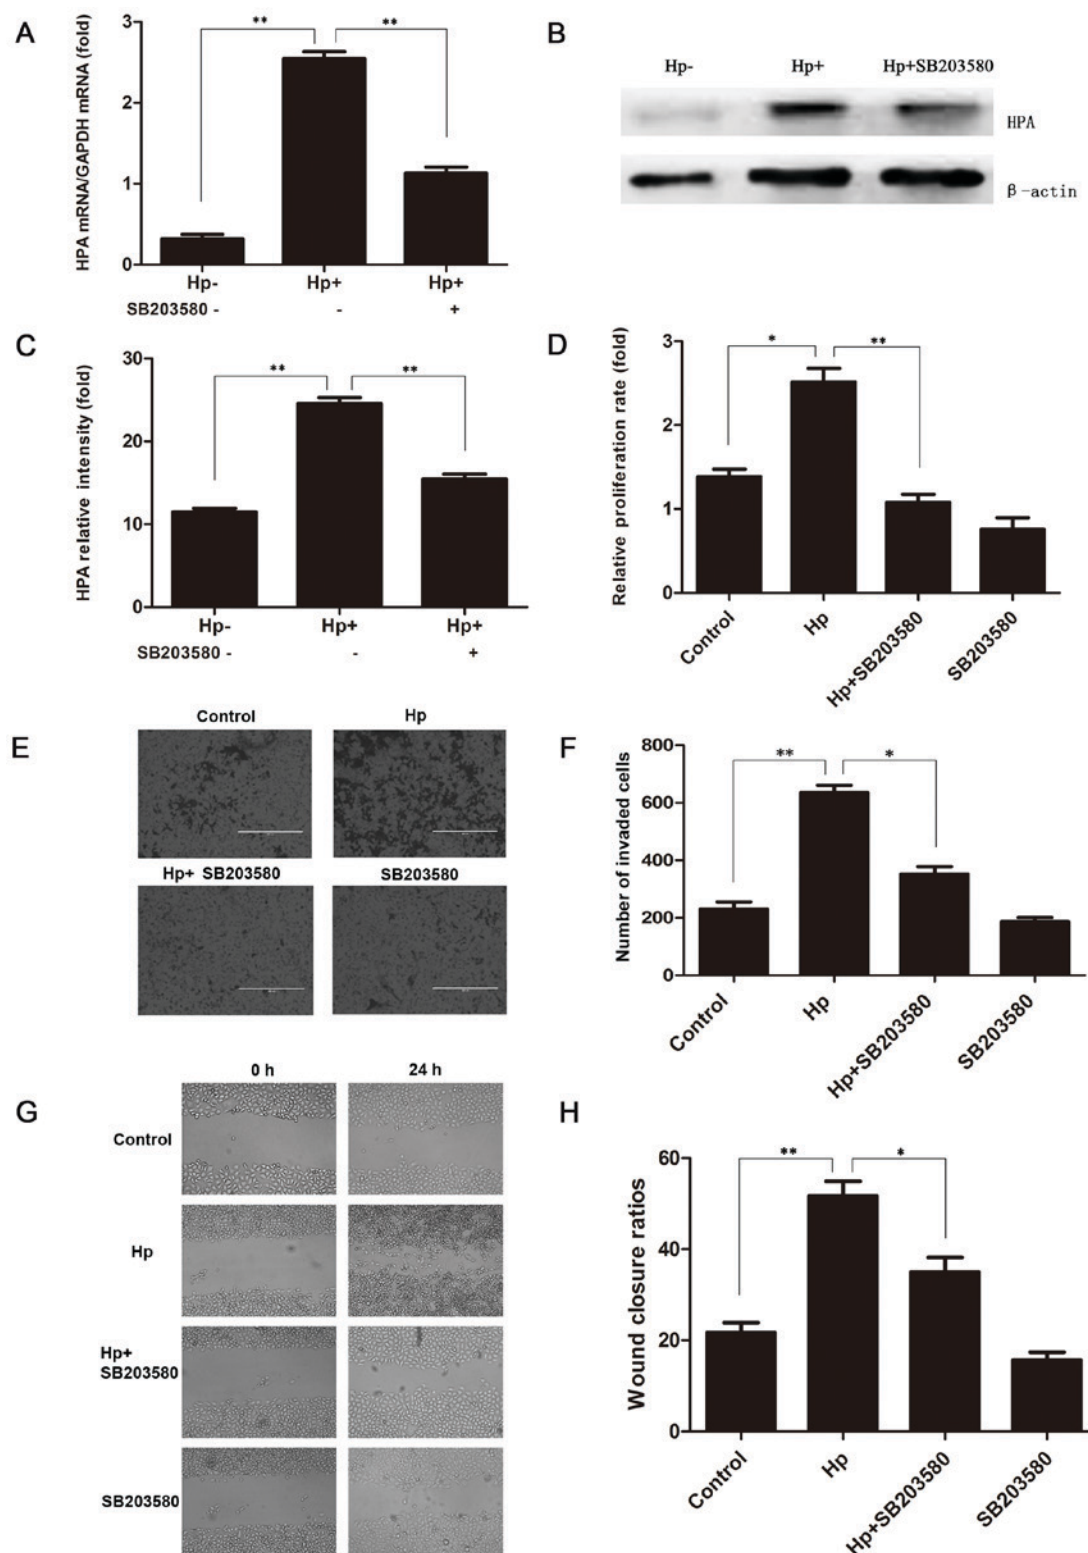 A
HPA mRNA/GAPDH mRNA (fold)
3
2
1
0
**
**
Hp-
Hp+
Hp+
SB203580 -
-
+
B
Hp-
Hp+
Hp+SB203580
HPA
β-actin
C
HPA relative intensity (fold)
30
20
10
0
**
**
Hp-
Hp+
Hp+
SB203580 -
-
+
D
Relative proliferation rate (fold)
3
2
1
0
*
**
Control
Hp
Hp+SB203580
SB203580
E
Control
Hp
Hp+ SB203580
SB203580
F
Number of invaded cells
800
600
400
200
0
**
*
Control
Hp
Hp+SB203580
SB203580
G
0 h
24 h
Control
Hp
Hp+
SB203580
SB203580
H
Wound closure ratios
60
40
20
0
**
*
Control
Hp
Hp+SB203580
SB203580